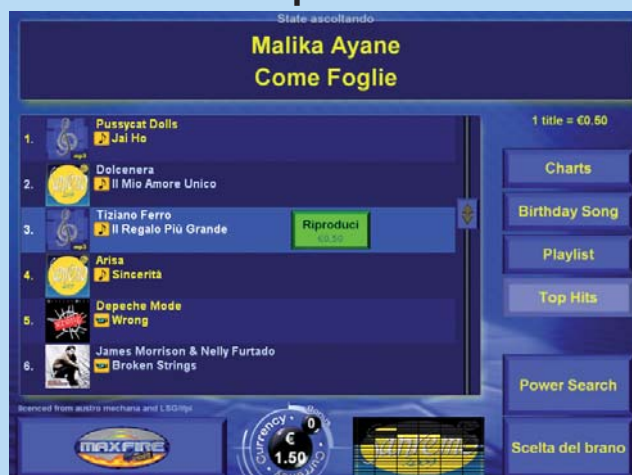 State ascoltando
Malika Ayane
Come Foglie
1 title = €0.50
1.
Pussycat Dolls
Jai Ho
mp3
2.
Dolcenera
Il Mio Amore Unico
3.
Tiziano Ferro
Il Regalo Più Grande
mp3
Riproduci
€0,50
4.
Arisa
Sincerità
5.
Depeche Mode
Wrong
6.
James Morrison & Nelly Furtado
Broken Strings
Charts
Birthday Song
Playlist
Top Hits
Power Search
Scelta del brano
licenced from austro mechana and LSG/ifpi
MAXFIRE
Currency
Bonus
0
€
1.50